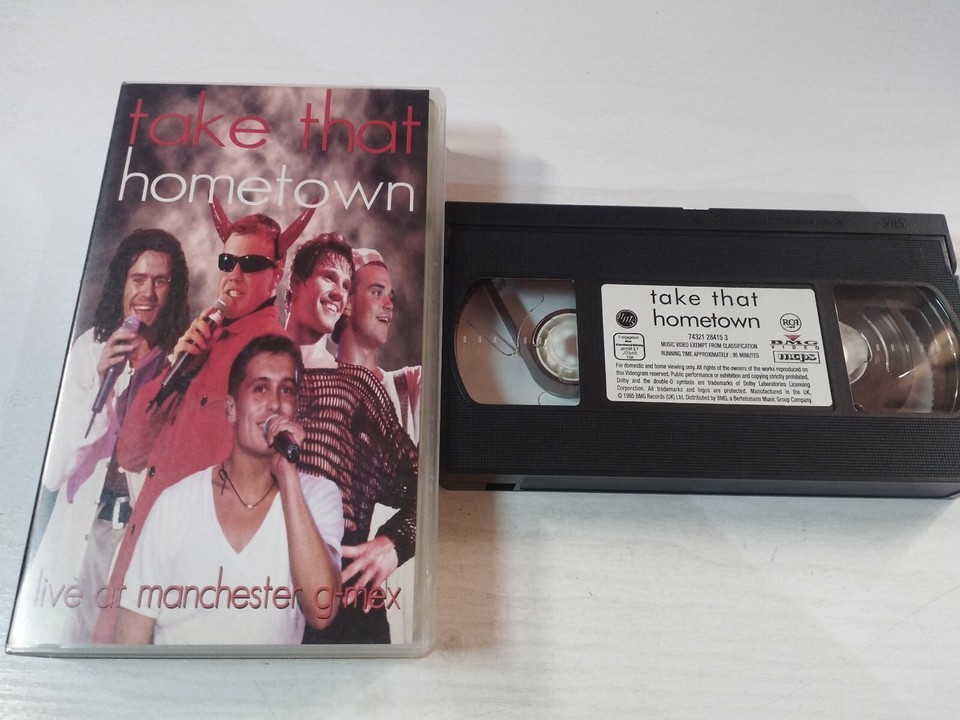 take that
hometown
live at manchester g-mex
VHS
take that
hometown
74321 28415 3
MUSIC VIDEO EXEMPT FROM CLASSIFICATION
RUNNING TIME APPROXIMATELY : 90 MINUTES
RCA
BMG
VIDEO
mcps
For domestic and home viewing only. All rights of the owners of the works reproduced on
this Videogram reserved. Public performance or exhibition and copying strictly prohibited.
Dolby and the double-D symbols are trademarks of Dolby Laboratories Licensing
Corporation. All trademarks and logos are protected. Manufactured in the UK.
© 1995 BMG Records (UK) Ltd. Distributed by BMG, a Bertelsmann Music Group Company.